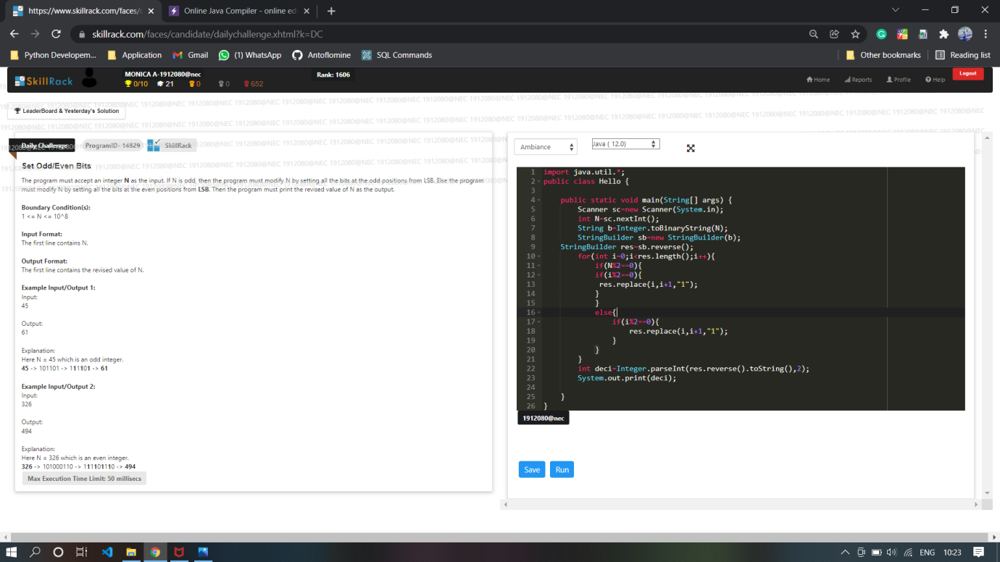 https://www.skillrack.com/faces/c
Online Java Compiler - online edi
skillrack.com/faces/candidate/dailychallenge.xhtml?k=DC
Python Developem...
Application
Gmail
(1) WhatsApp
Antoflomine
SQL Commands
Other bookmarks
Reading list
SkillRack
MONICA A-1912080@nec
0/10 21 0 0 652
Rank: 1606
Home
Reports
Profile
Help
Logout
LeaderBoard & Yesterday's Solution
Daily Challenge
ProgramID- 14829
SkillRack
Set Odd/Even Bits
The program must accept an integer N as the input. If N is odd, then the program must modify N by setting all the bits at the odd positions from LSB. Else the program
must modify N by setting all the bits at the even positions from LSB. Then the program must print the revised value of N as the output.
Boundary Condition(s):
1 <= N <= 10^8
Input Format:
The first line contains N.
Output Format:
The first line contains the revised value of N.
Example Input/Output 1:
Input:
45
Output:
61
Explanation:
Here N = 45 which is an odd integer.
45 -> 101101 -> 111101 -> 61
Example Input/Output 2:
Input:
326
Output:
494
Explanation:
Here N = 326 which is an even integer.
326 -> 101000110 -> 111101110 -> 494
Max Execution Time Limit: 50 millisecs
Ambiance
Java ( 12.0)
1 import java.util.*;
2 public class Hello {
3
4 public static void main(String[] args) {
5 Scanner sc=new Scanner(System.in);
6 int N=sc.nextInt();
7 String b=Integer.toBinaryString(N);
8 StringBuilder sb=new StringBuilder(b);
9 StringBuilder res=sb.reverse();
10 for(int i=0;i<res.length();i++){
11 if(N%2==0){
12 if(i%2==0){
13 res.replace(i,i+1,"1");
14 }
15 }
16 else{
17 if(i%2==0){
18 res.replace(i,i+1,"1");
19 }
20 }
21 }
22 int deci=Integer.parseInt(res.reverse().toString(),2);
23 System.out.print(deci);
24
25 }
26 }
1912080@nec
Save
Run
ENG
10:23